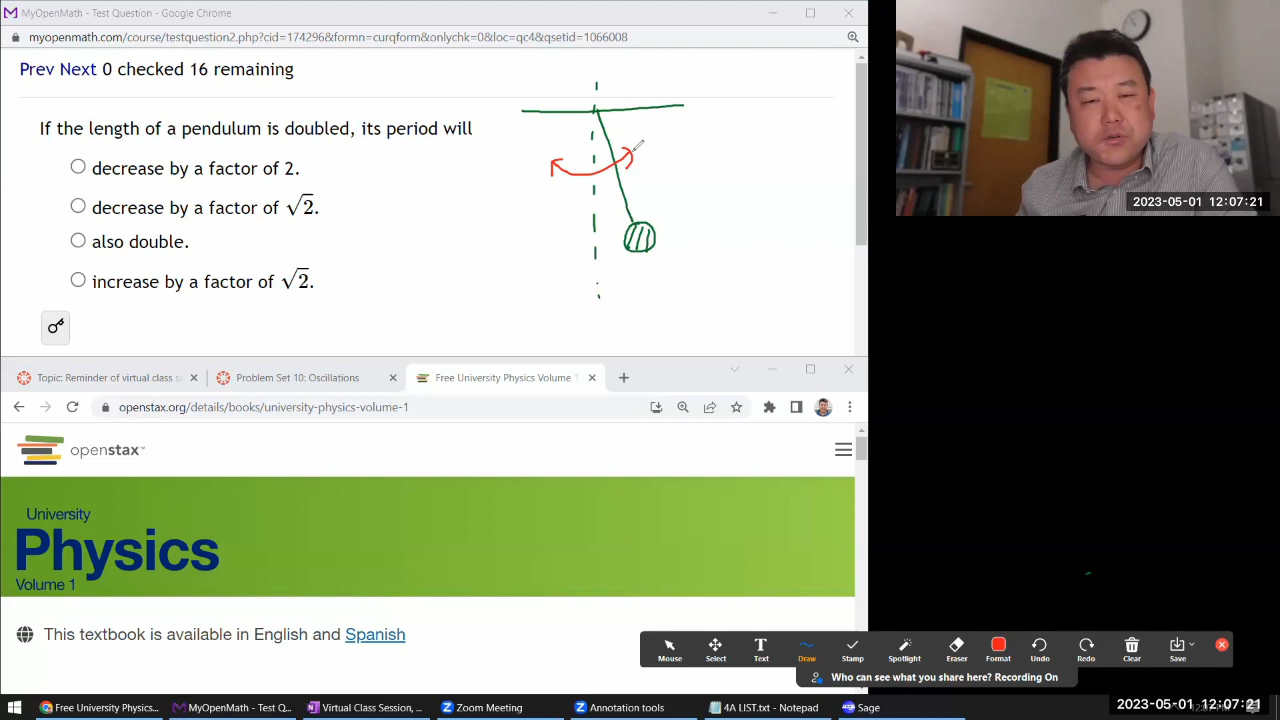 MyOpenMath - Test Question - Google Chrome
myopenmath.com/course/testquestion2.php?cid=174296&formn=curqform&onlychk=0&loc=qc4&qsetid=1066008
Prev Next 0 checked 16 remaining
If the length of a pendulum is doubled, its period will
decrease by a factor of 2.
decrease by a factor of √2.
also double.
increase by a factor of √2.
2023-05-01 12:07:21
Topic: Reminder of virtual class se
Problem Set 10: Oscillations
Free University Physics Volume 1
openstax.org/details/books/university-physics-volume-1
openstax™
University
Physics
Volume 1
This textbook is available in English and Spanish
Mouse
Select
Text
Draw
Stamp
Spotlight
Eraser
Format
Undo
Redo
Clear
Save
Who can see what you share here? Recording On
Free University Physics...
MyOpenMath - Test Q...
Virtual Class Session, ...
Zoom Meeting
Annotation tools
4A LIST.txt - Notepad
Sage
2023-05-01 12:07:21